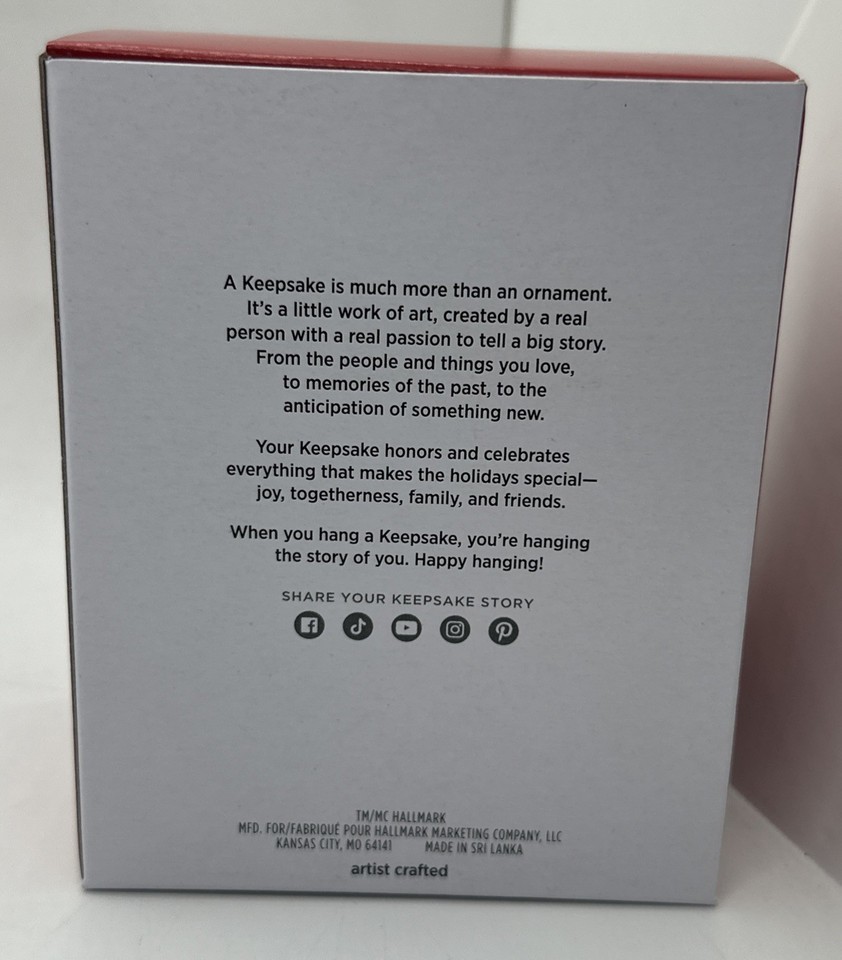 A Keepsake is much more than an ornament.
It's a little work of art, created by a real
person with a real passion to tell a big story.
From the people and things you love,
to memories of the past, to the
anticipation of something new.
Your Keepsake honors and celebrates
everything that makes the holidays special—
joy, togetherness, family, and friends.
When you hang a Keepsake, you're hanging
the story of you. Happy hanging!
SHARE YOUR KEEPSAKE STORY
TM/MC HALLMARK
MFD. FOR/FABRIQUÉ POUR HALLMARK MARKETING COMPANY, LLC
KANSAS CITY, MO 64141 MADE IN SRI LANKA
artist crafted